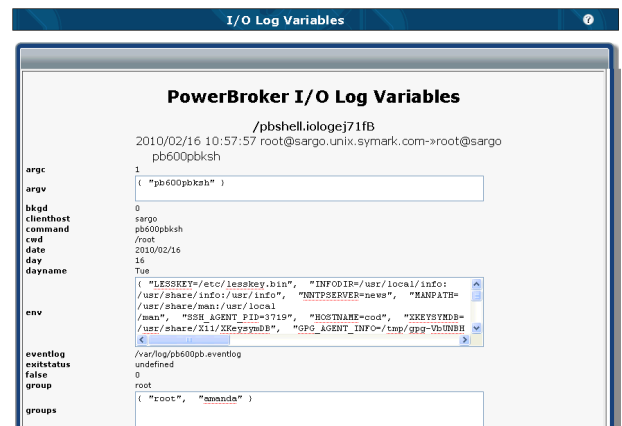 I/O Log Variables
?
PowerBroker I/O Log Variables
/pbshell.iologej71fB
2010/02/16 10:57:57 root@sargo.unix.symark.com->>root@sargo
pb600pbksh
argc 1
argv ( "pb600pbksh" )
bkgd 0
clienthost sargo
command pb600pbksh
cwd /root
date 2010/02/16
day 16
dayname Tue
env ( "LESSKEY=/etc/lesskey.bin", "INFODIR=/usr/local/info:
/usr/share/info:/usr/info", "NNTPSERVER=news", "MANPATH=
/usr/share/man:/usr/local
/man", "SSH_AGENT_PID=3719", "HOSTNAME=cod", "XKEYSYMDB=
/usr/share/X11/XKeysymDB", "GPG_AGENT_INFO=/tmp/gpg-VbUNBH
eventlog /var/log/pb600pb.eventlog
exitstatus undefined
false 0
group root
groups ( "root", "amanda" )